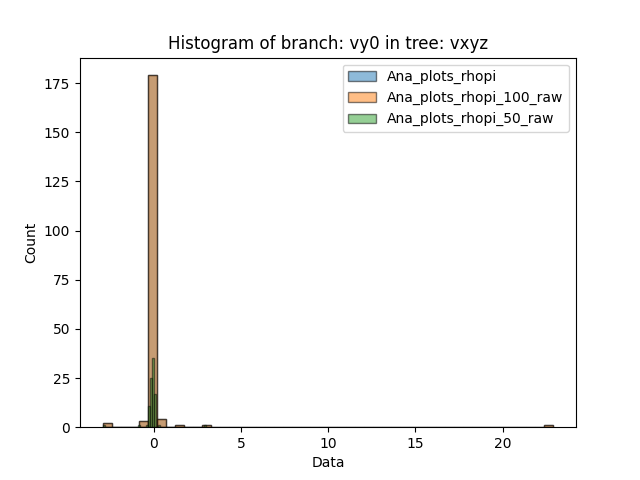 Histogram of branch: vy0 in tree: vxyz
Ana_plots_rhopi
Ana_plots_rhopi_100_raw
Ana_plots_rhopi_50_raw
175
150
125
100
75
50
25
0
Count
0 5 10 15 20
Data